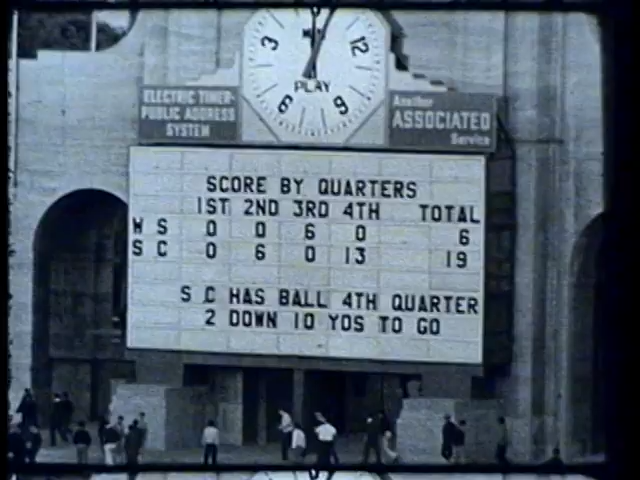 3 12
PLAY
6 9
ELECTRIC TIMER-
PUBLIC ADDRESS
SYSTEM
Another
ASSOCIATED
Service
SCORE BY QUARTERS
1ST 2ND 3RD 4TH TOTAL
W S 0 0 6 0 6
S C 0 6 0 13 19
S C HAS BALL 4TH QUARTER
2 DOWN 10 YDS TO GO